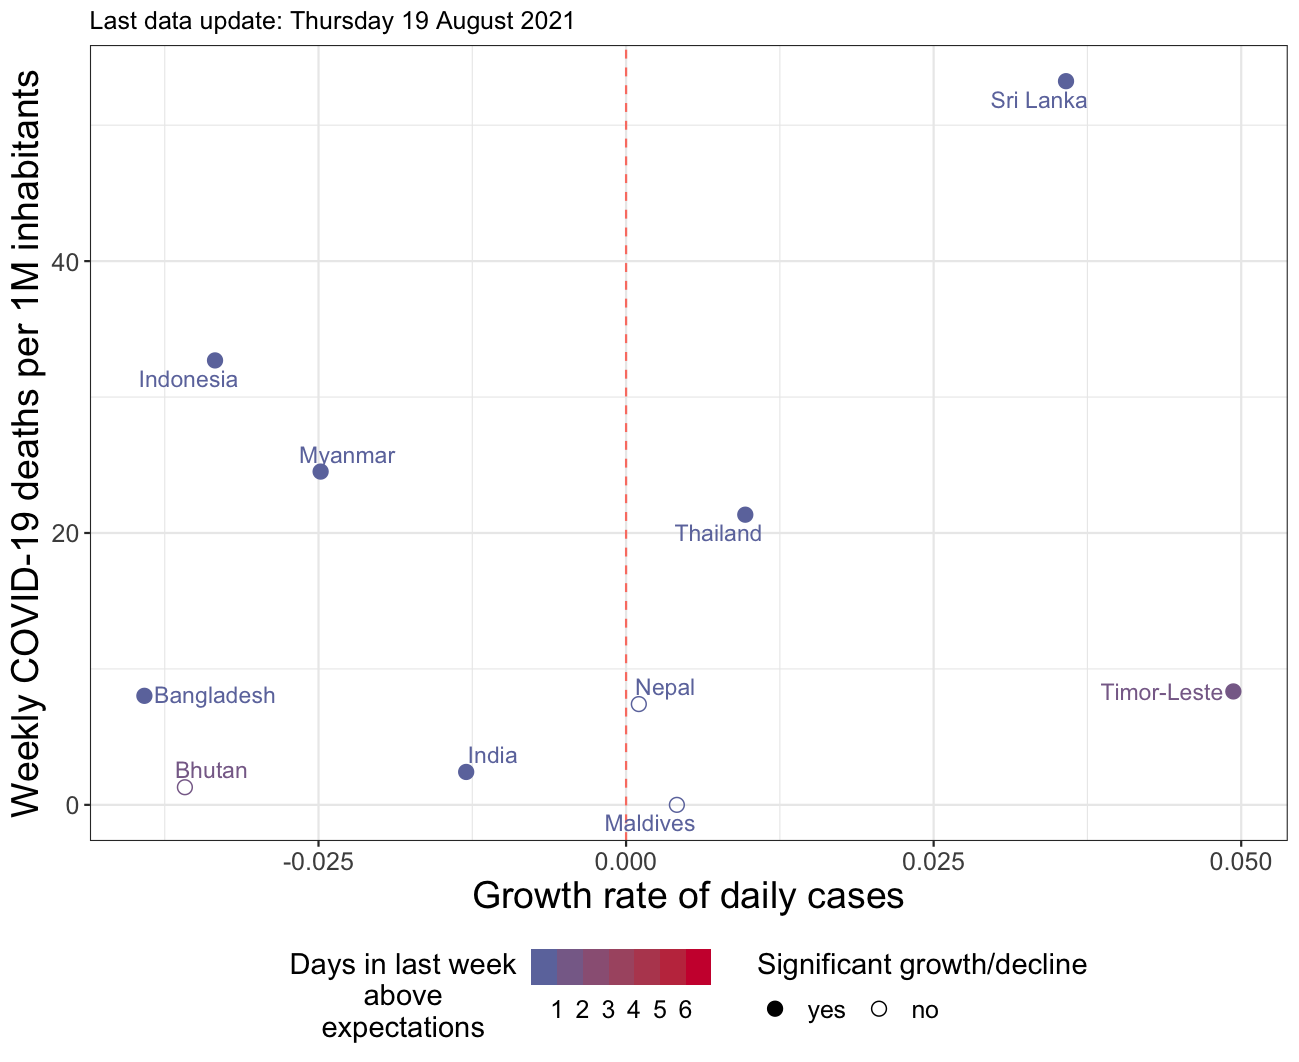 Last data update: Thursday 19 August 2021
Weekly COVID-19 deaths per 1M inhabitants
40
20
0
Sri Lanka
Indonesia
Myanmar
Thailand
Nepal
Bangladesh
Timor-Leste
India
Bhutan
Maldives
-0.025 0.000 0.025 0.050
Growth rate of daily cases
Days in last week
above
expectations
1 2 3 4 5 6
Significant growth/decline
yes no